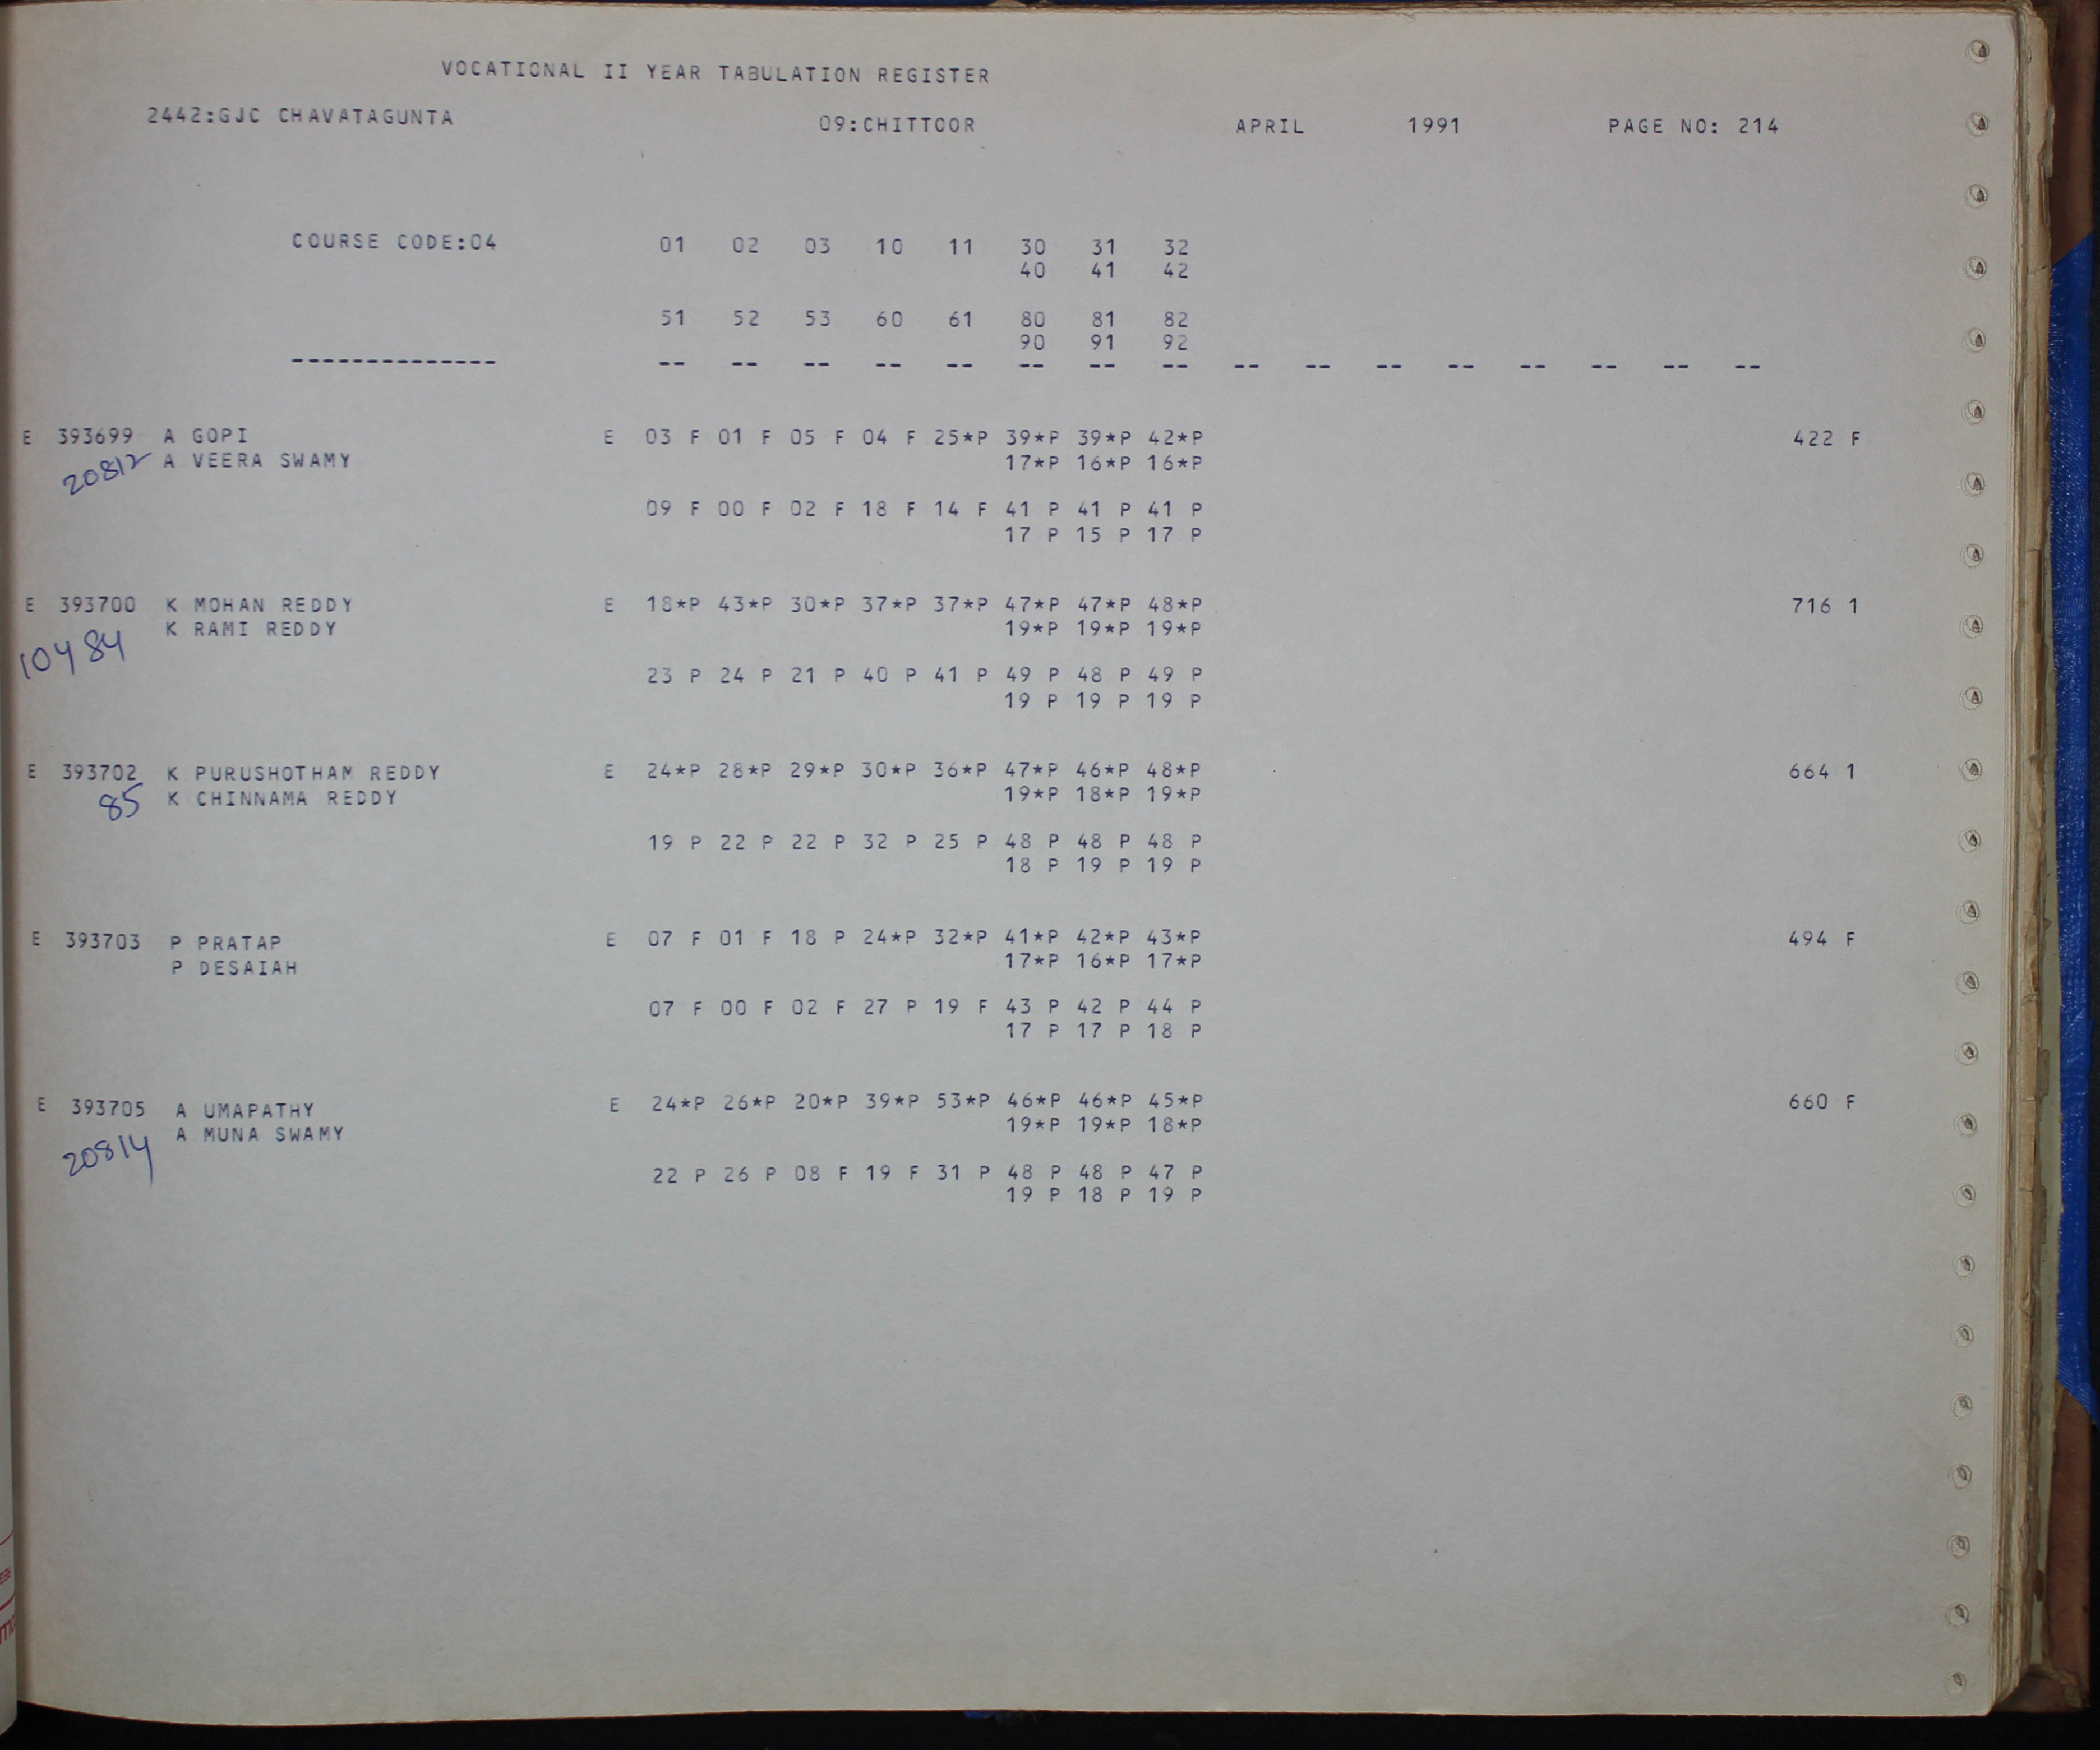 VOCATIONAL II YEAR TABULATION REGISTER
2442:GJC CHAVATAGUNTA 09:CHITTOOR APRIL 1991 PAGE NO: 214
COURSE CODE:04 01 02 03 10 11 30 31 32
40 41 42
51 52 53 60 61 80 81 82
90 91 92
-------------- -- -- -- -- -- -- -- -- -- -- -- -- -- -- -- --
E 393699 A GOPI E 03 F 01 F 05 F 04 F 25*P 39*P 39*P 42*P 422 F
20812 A VEERA SWAMY 17*P 16*P 16*P
09 F 00 F 02 F 18 F 14 F 41 P 41 P 41 P
17 P 15 P 17 P
E 393700 K MOHAN REDDY E 18*P 43*P 30*P 37*P 37*P 47*P 47*P 48*P 716 1
K RAMI REDDY 19*P 19*P 19*P
10484
23 P 24 P 21 P 40 P 41 P 49 P 48 P 49 P
19 P 19 P 19 P
E 393702 K PURUSHOTHAM REDDY E 24*P 28*P 29*P 30*P 36*P 47*P 46*P 48*P 664 1
85 K CHINNAMA REDDY 19*P 18*P 19*P
19 P 22 P 22 P 32 P 25 P 48 P 48 P 48 P
18 P 19 P 19 P
E 393703 P PRATAP E 07 F 01 F 18 P 24*P 32*P 41*P 42*P 43*P 494 F
P DESAIAH 17*P 16*P 17*P
07 F 00 F 02 F 27 P 19 F 43 P 42 P 44 P
17 P 17 P 18 P
E 393705 A UMAPATHY E 24*P 26*P 20*P 39*P 53*P 46*P 46*P 45*P 660 F
A MUNA SWAMY 19*P 19*P 18*P
20814
22 P 26 P 08 F 19 F 31 P 48 P 48 P 47 P
19 P 18 P 19 P